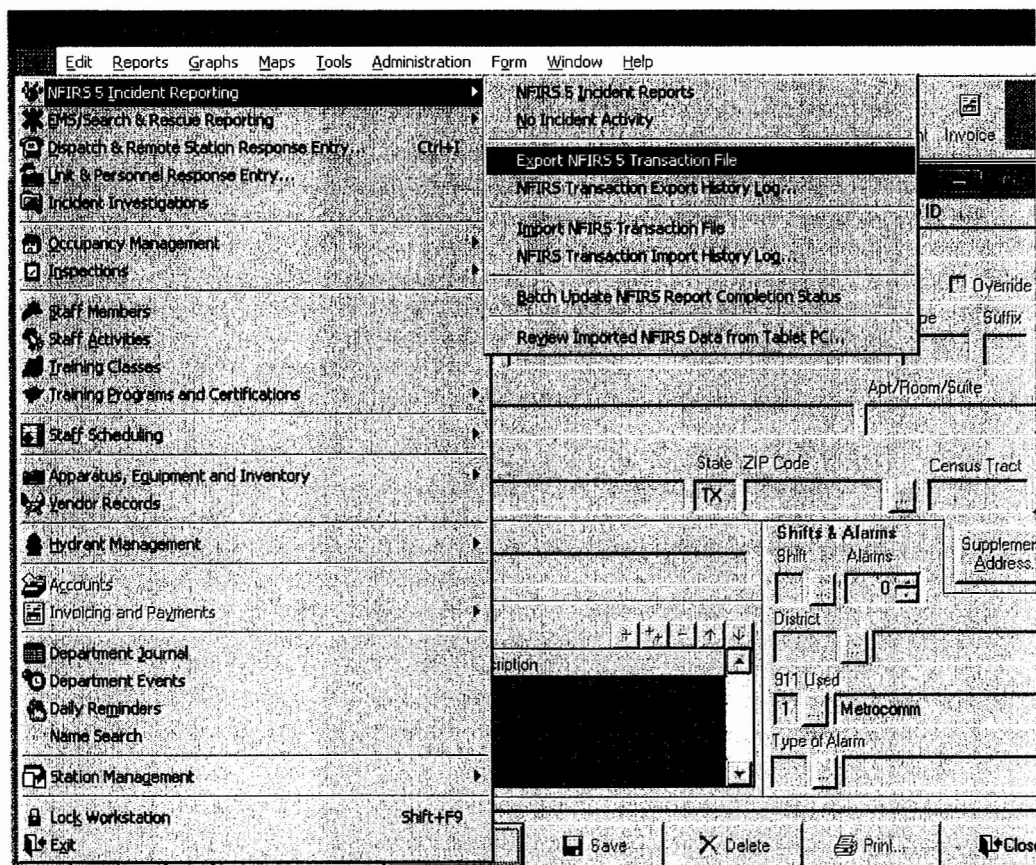 Edit Reports Graphs Maps Tools Administration Form Window Help
NFIRS 5 Incident Reporting
EMS/Search & Rescue Reporting
Dispatch & Remote Station Response Entry... Ctrl+I
Unit & Personnel Response Entry...
Incident Investigations
Occupancy Management
Inspections
Staff Members
Staff Activities
Training Classes
Training Programs and Certifications
Staff Scheduling
Apparatus, Equipment and Inventory
Vendor Records
Hydrant Management
Accounts
Invoicing and Payments
Department Journal
Department Events
Daily Reminders
Name Search
Station Management
Lock Workstation Shift+F9
Exit
NFIRS 5 Incident Reports
No Incident Activity
Export NFIRS 5 Transaction File
NFIRS Transaction Export History Log...
Import NFIRS Transaction File
NFIRS Transaction Import History Log...
Batch Update NFIRS Report Completion Status
Review Imported NFIRS Data from Tablet PC...
Invoice
ID
Override
Suffix
Apt/Room/Suite
State ZIP Code Census Tract
TX
Shifts & Alarms
Shift Alarms
0
Address
District
911 Used
1 Metrocomm
Type of Alarm
Save Delete Print...